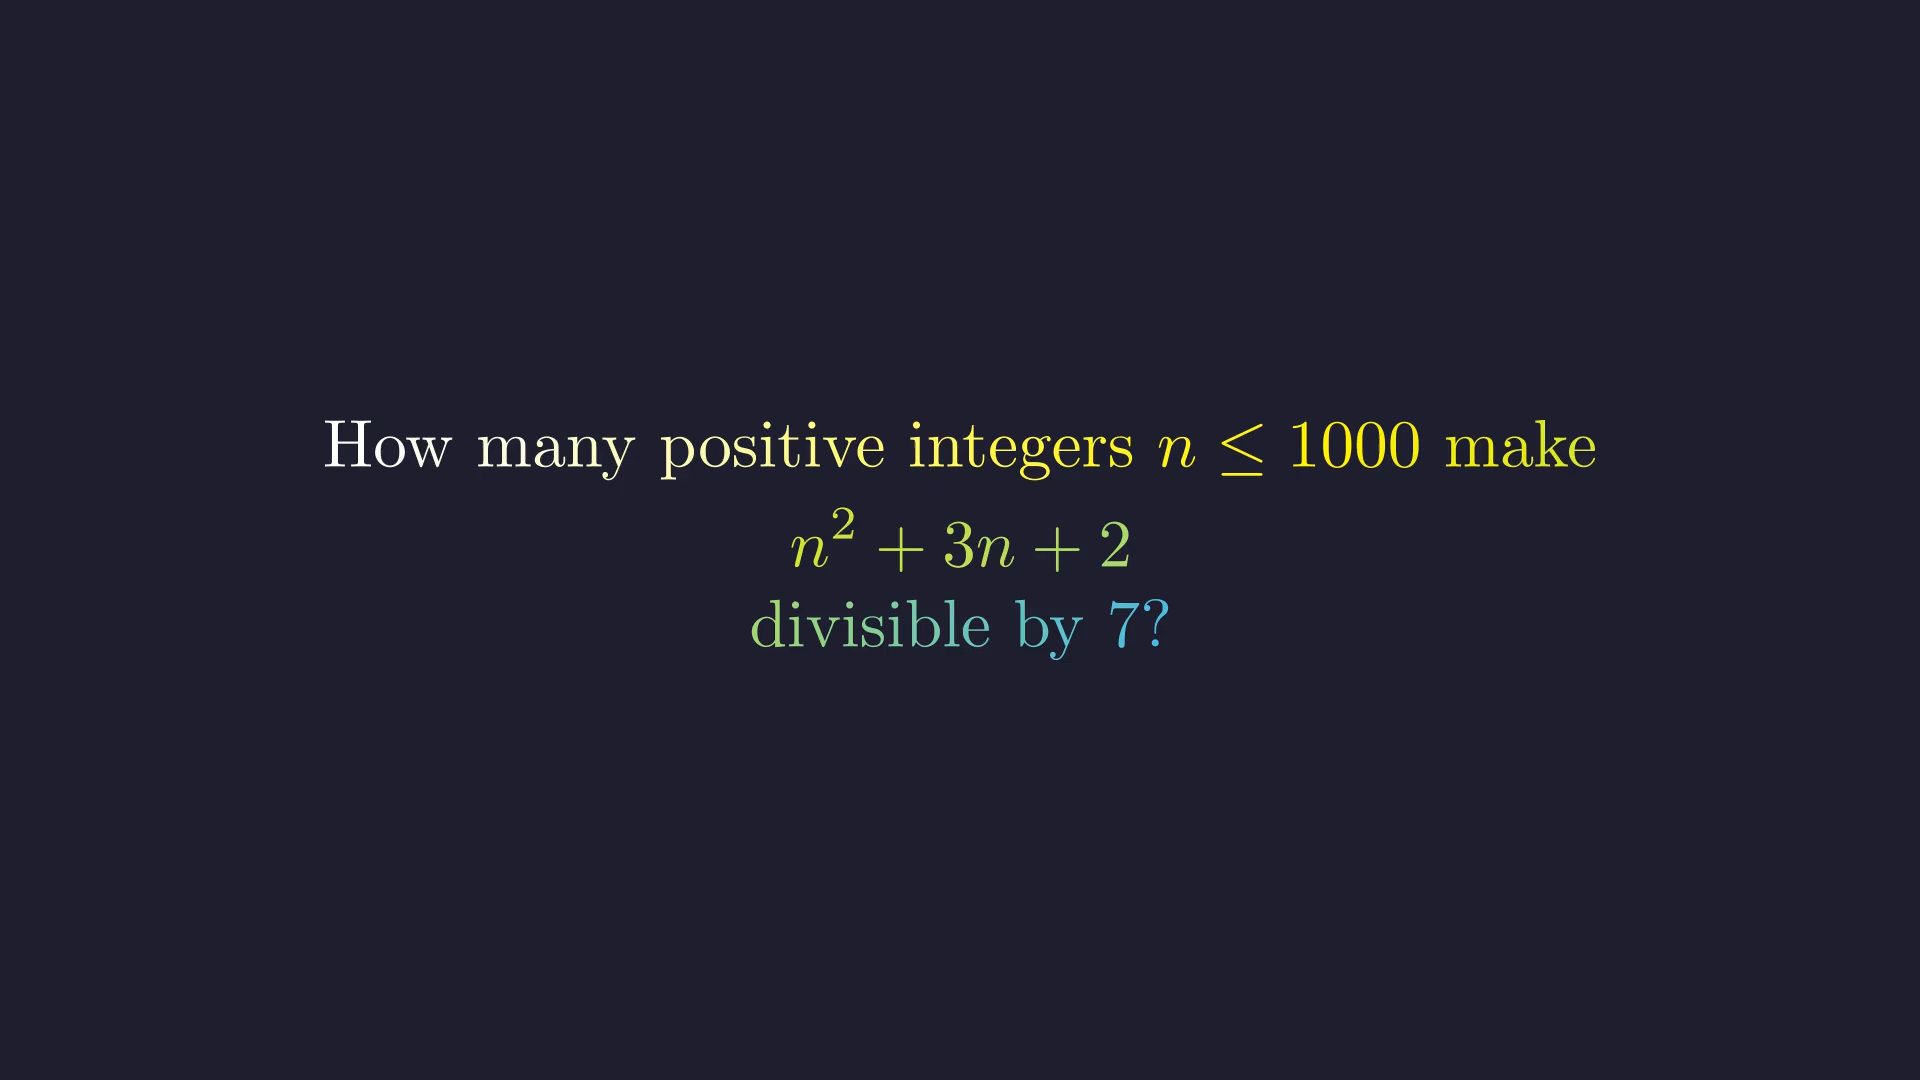 How many positive integers n ≤ 1000 make
n² + 3n + 2
divisible by 7?